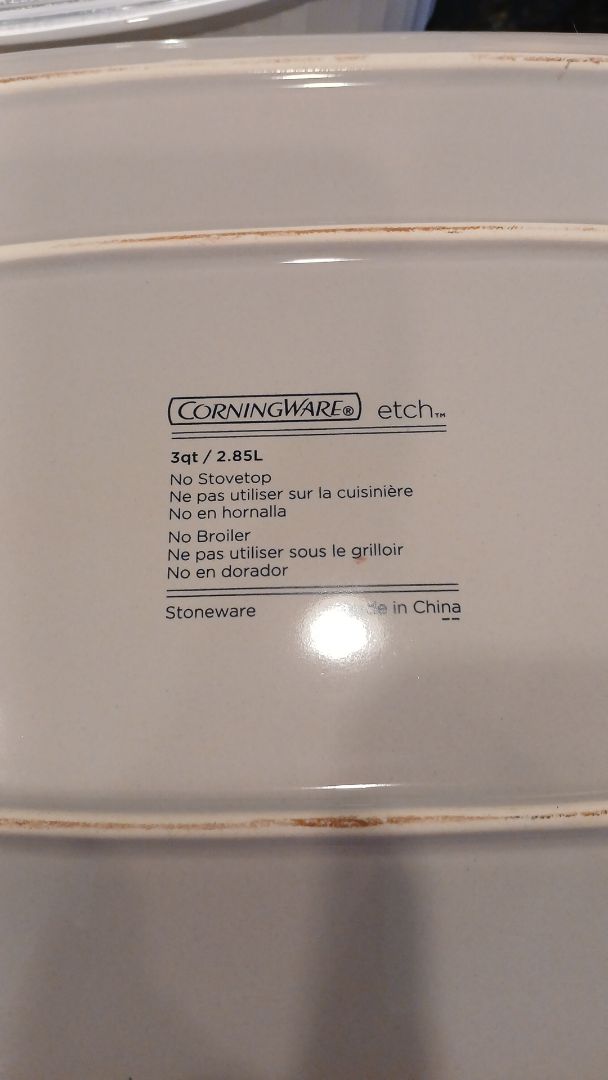 CORNINGWARE® etch™
3qt / 2.85L
No Stovetop
Ne pas utiliser sur la cuisinière
No en hornalla
No Broiler
Ne pas utiliser sous le grilloir
No en dorador
Stoneware Made in China